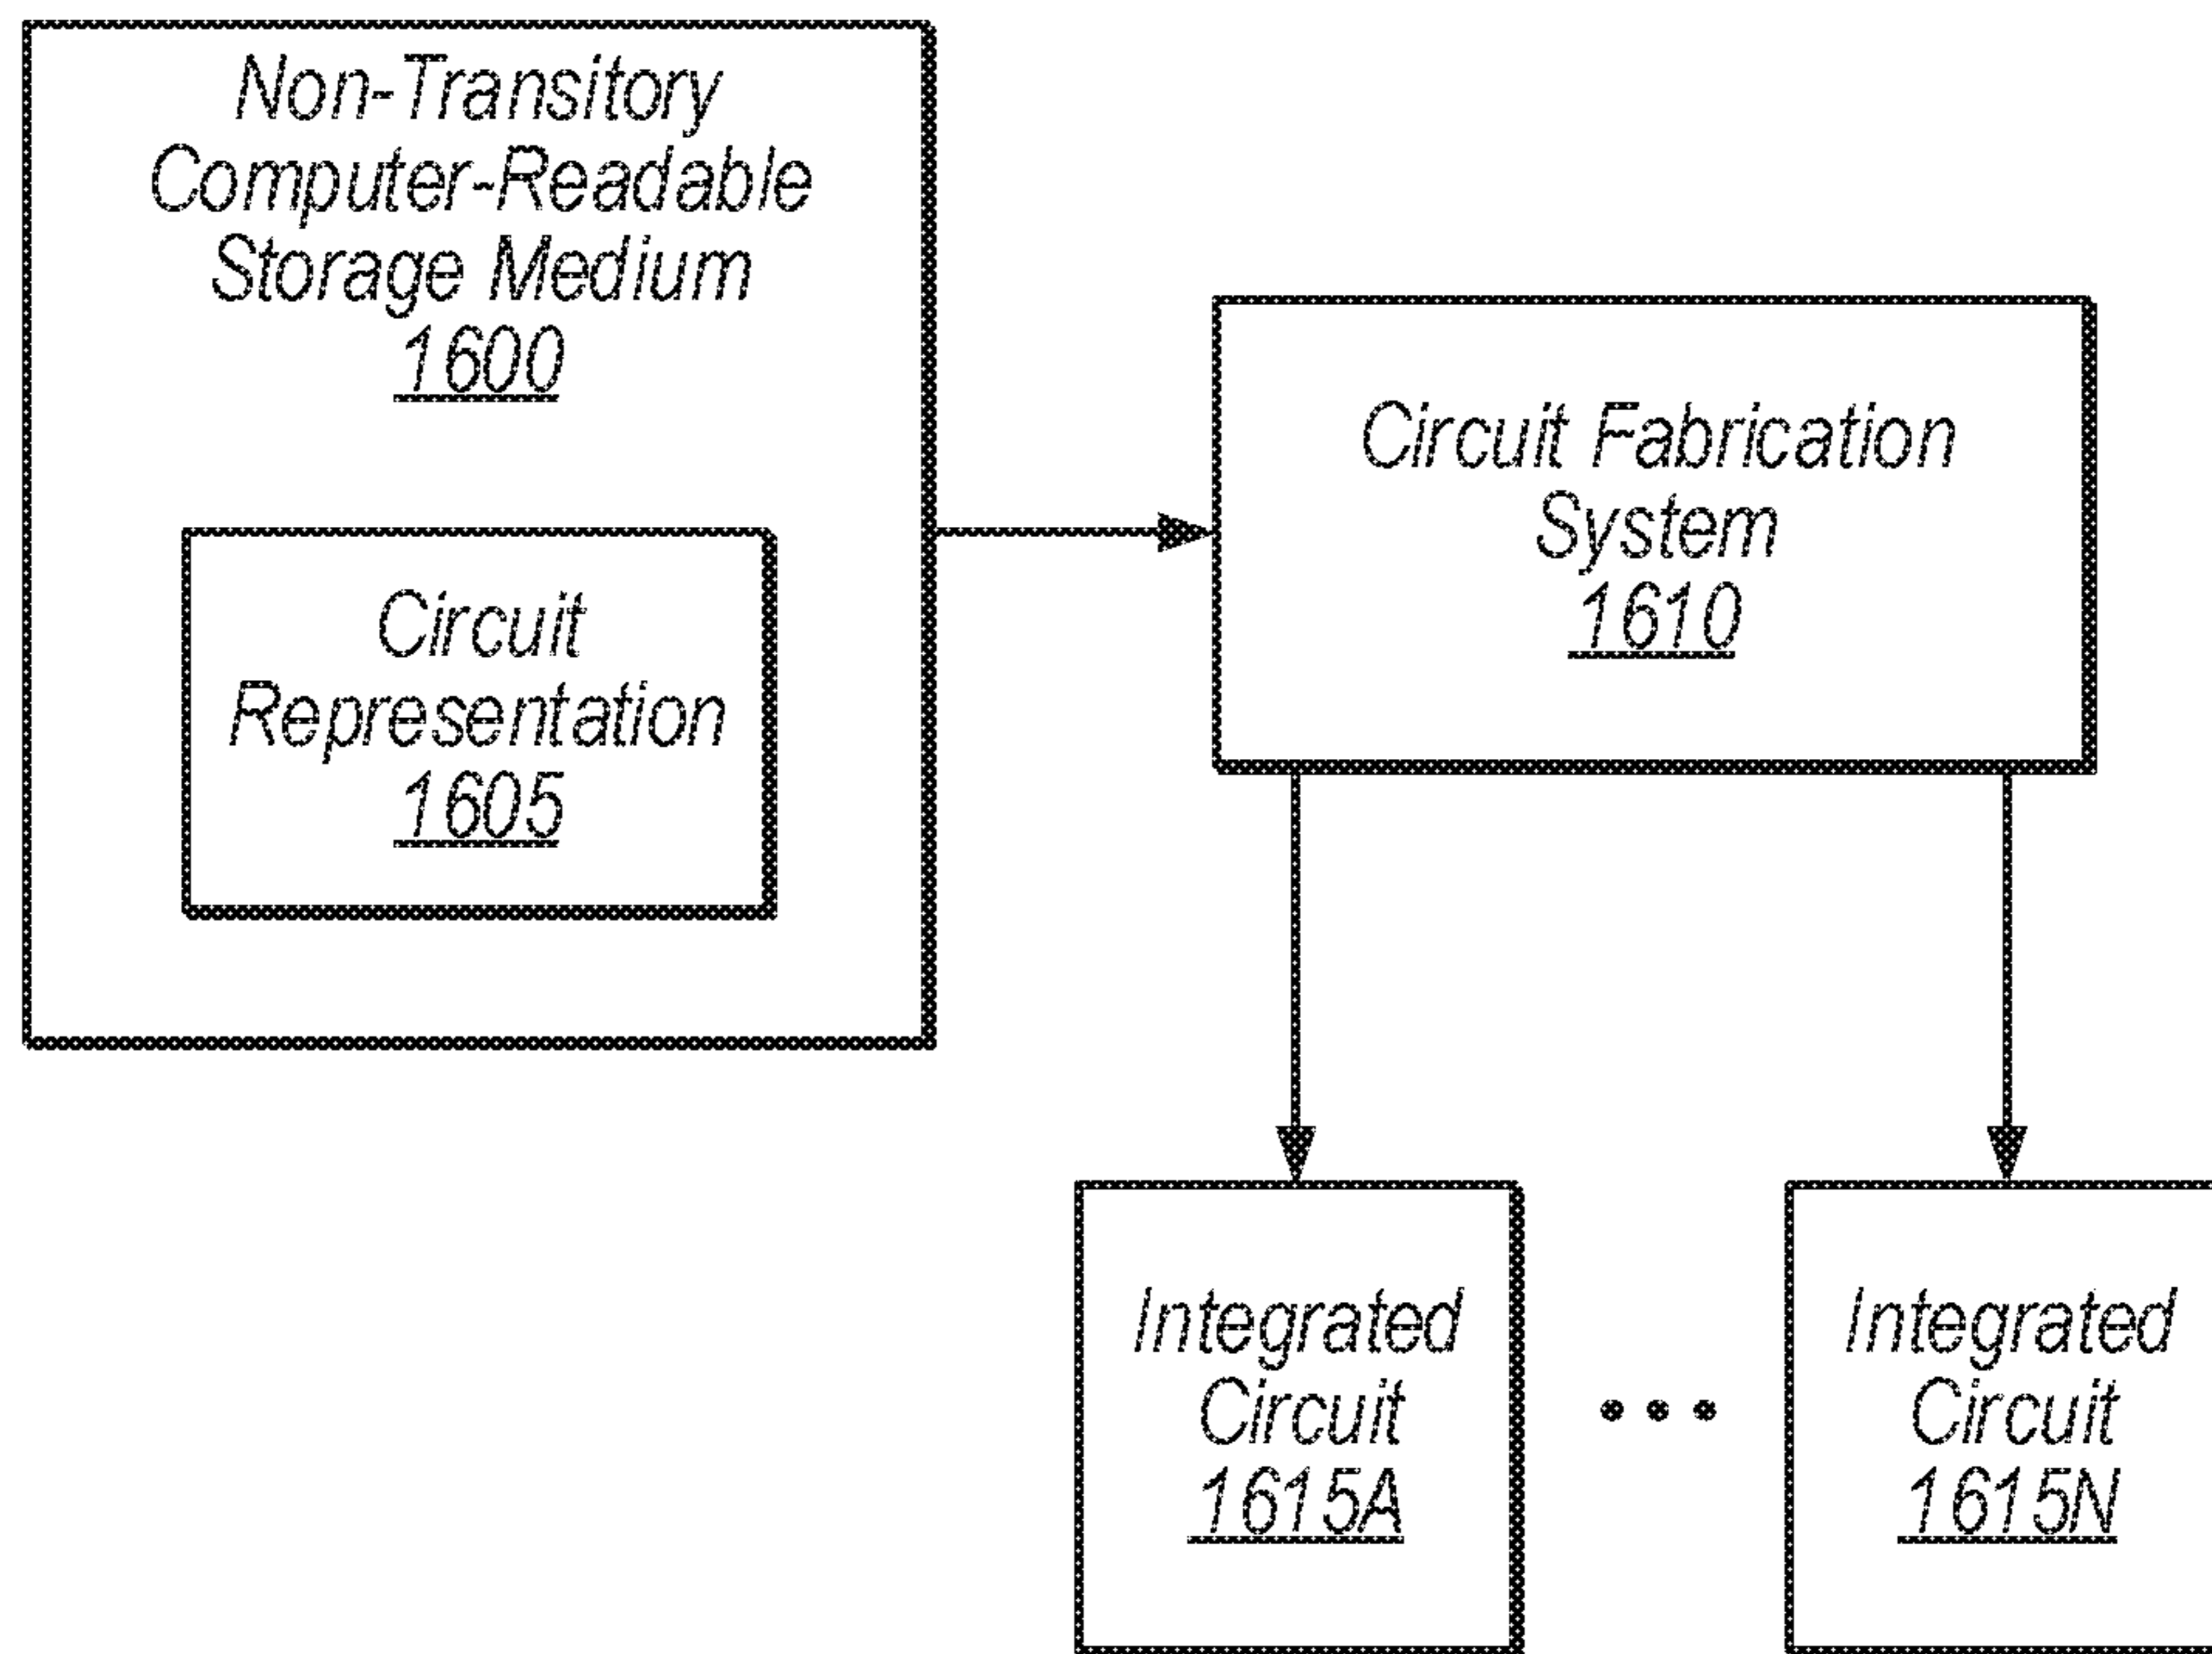 Non-Transitory
Computer-Readable
Storage Medium
1600
Circuit
Representation
1605
Circuit Fabrication
System
1610
Integrated
Circuit
1615A
Integrated
Circuit
1615N